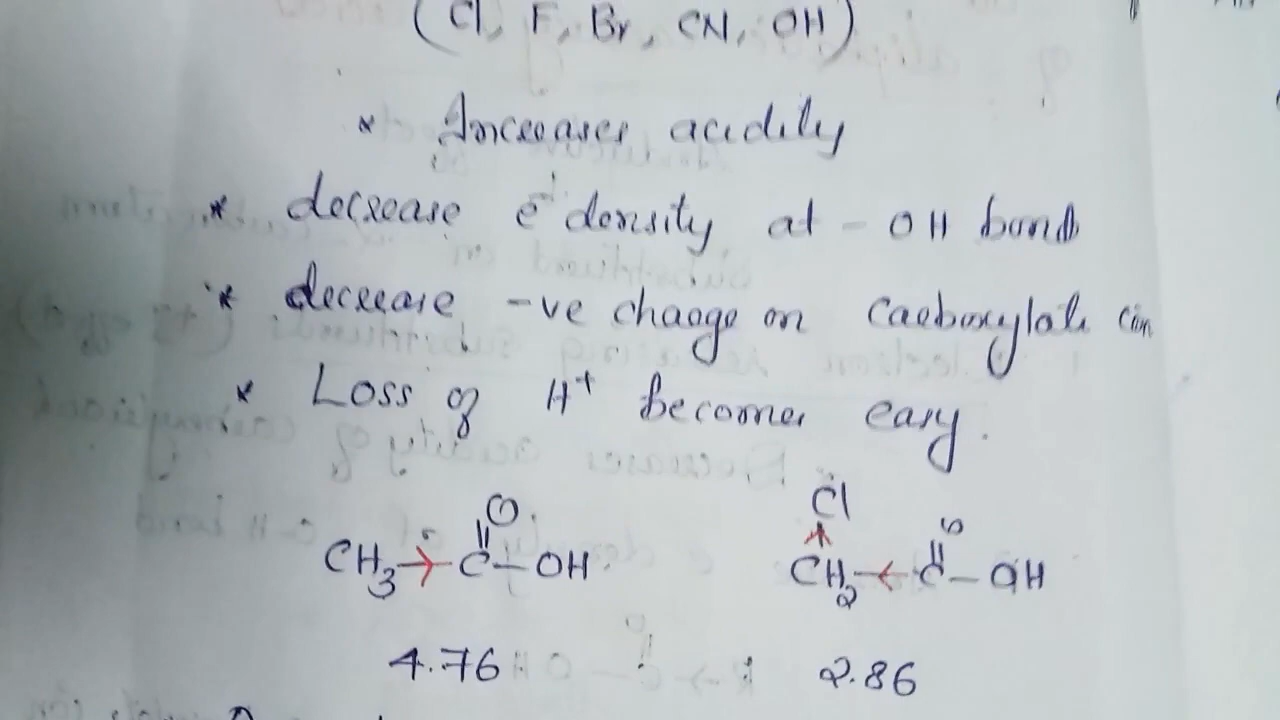 (Cl, F, Br, CN, OH)
* Increases acidity
* decrease e⁻ density at - OH bond
* decrease -ve charge on carboxylate ion
* Loss of H⁺ becomes easy.
O Cl
CH₃→C-OH O
CH₂←C-OH
4.76 2.86